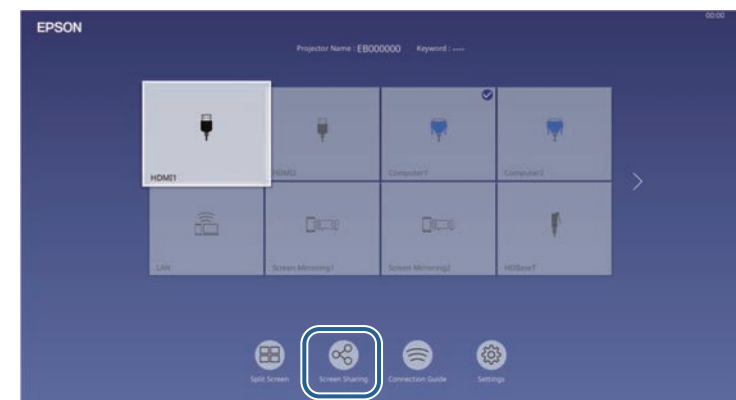 EPSON
00:00
Projector Name : EB000000 Keyword : ----
HDMI1
HDMI2
Computer1
Computer2
LAN
Screen Mirroring1
Screen Mirroring2
HDBaseT
Split Screen
Screen Sharing
Connection Guide
Settings